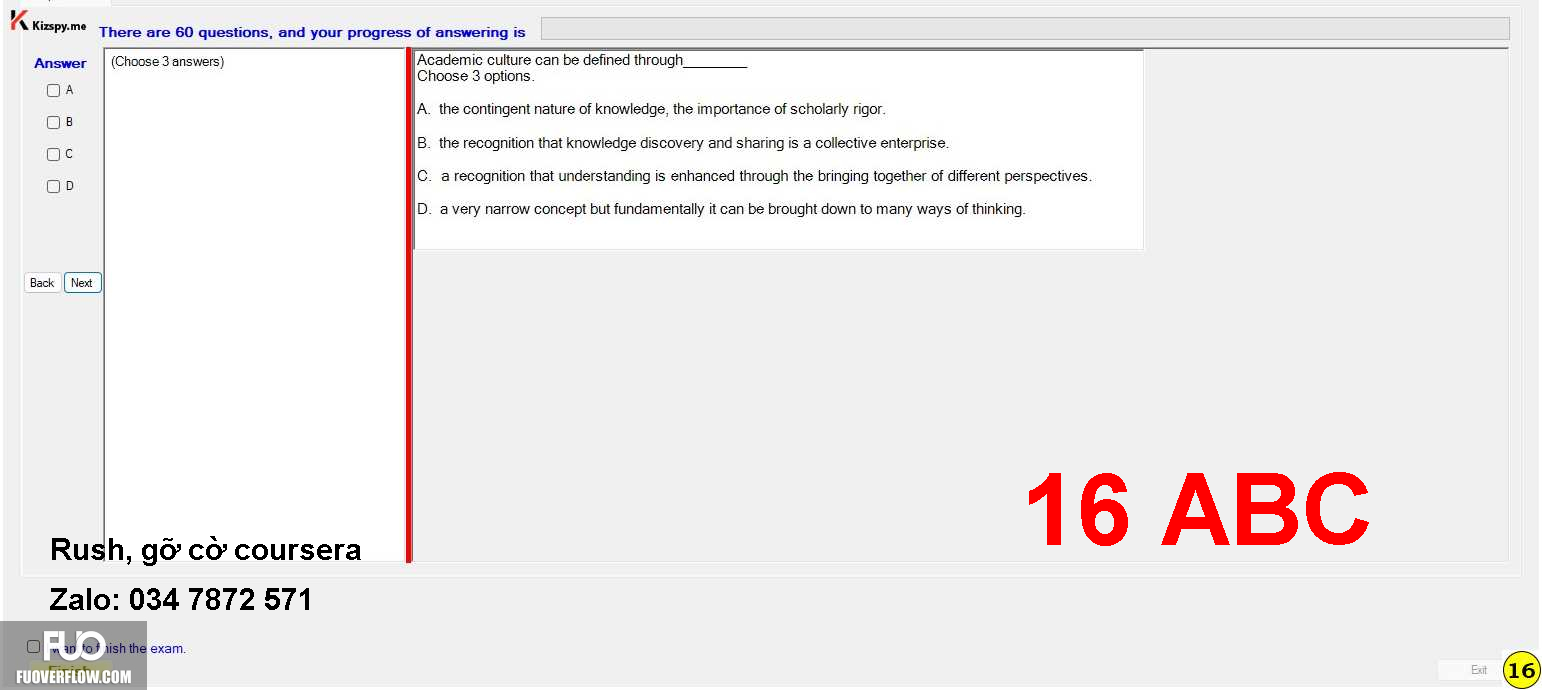 Kizspy.me
There are 60 questions, and your progress of answering is
Answer
A
B
C
D
Back Next
(Choose 3 answers)
Academic culture can be defined through________
Choose 3 options.
A. the contingent nature of knowledge, the importance of scholarly rigor.
B. the recognition that knowledge discovery and sharing is a collective enterprise.
C. a recognition that understanding is enhanced through the bringing together of different perspectives.
D. a very narrow concept but fundamentally it can be brought down to many ways of thinking.
16 ABC
Rush, gỡ cờ coursera
Zalo: 034 7872 571
I want to finish the exam.
Finish
FUO
FUOVERFLOW.COM
Exit
16